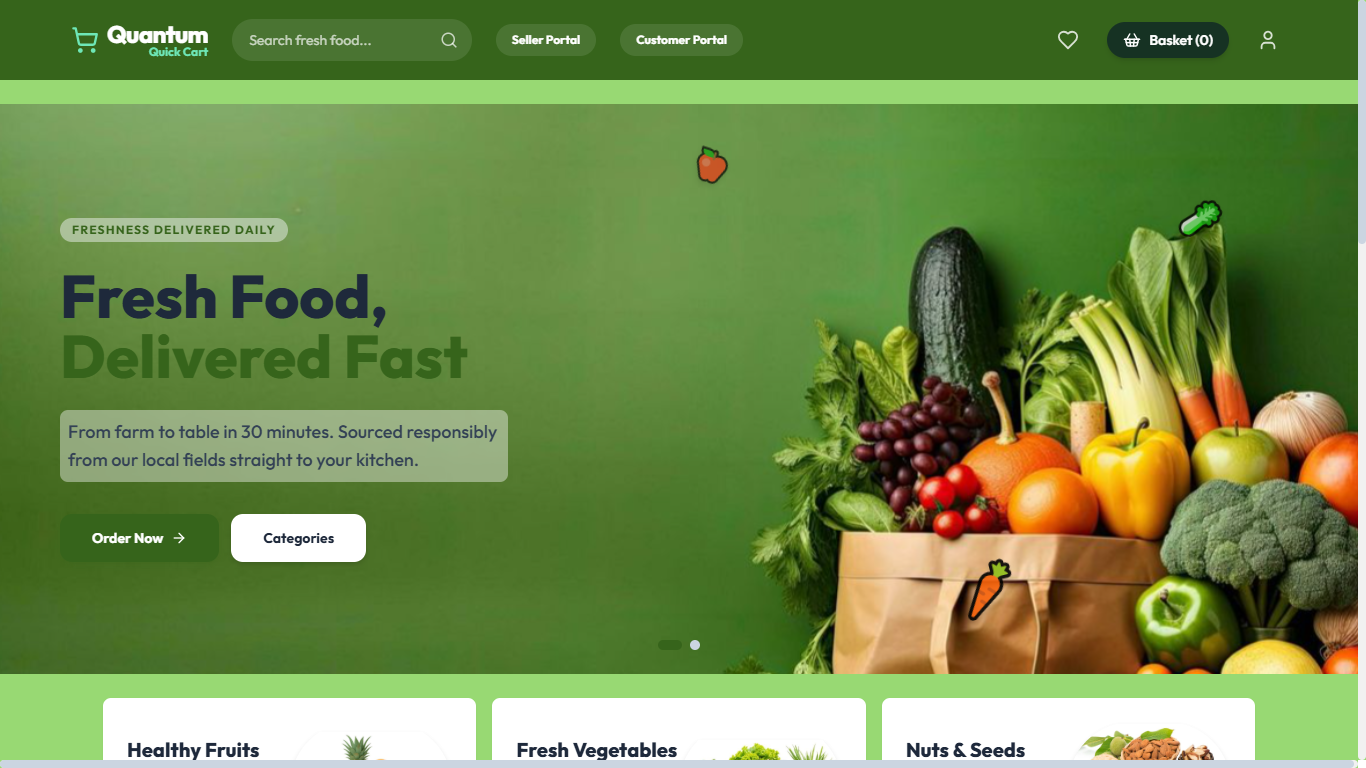 Quantum
Quick Cart
Search fresh food...
Seller Portal
Customer Portal
Basket (0)
FRESHNESS DELIVERED DAILY
Fresh Food,
Delivered Fast
From farm to table in 30 minutes. Sourced responsibly
from our local fields straight to your kitchen.
Order Now
Categories
Healthy Fruits
Fresh Vegetables
Nuts & Seeds